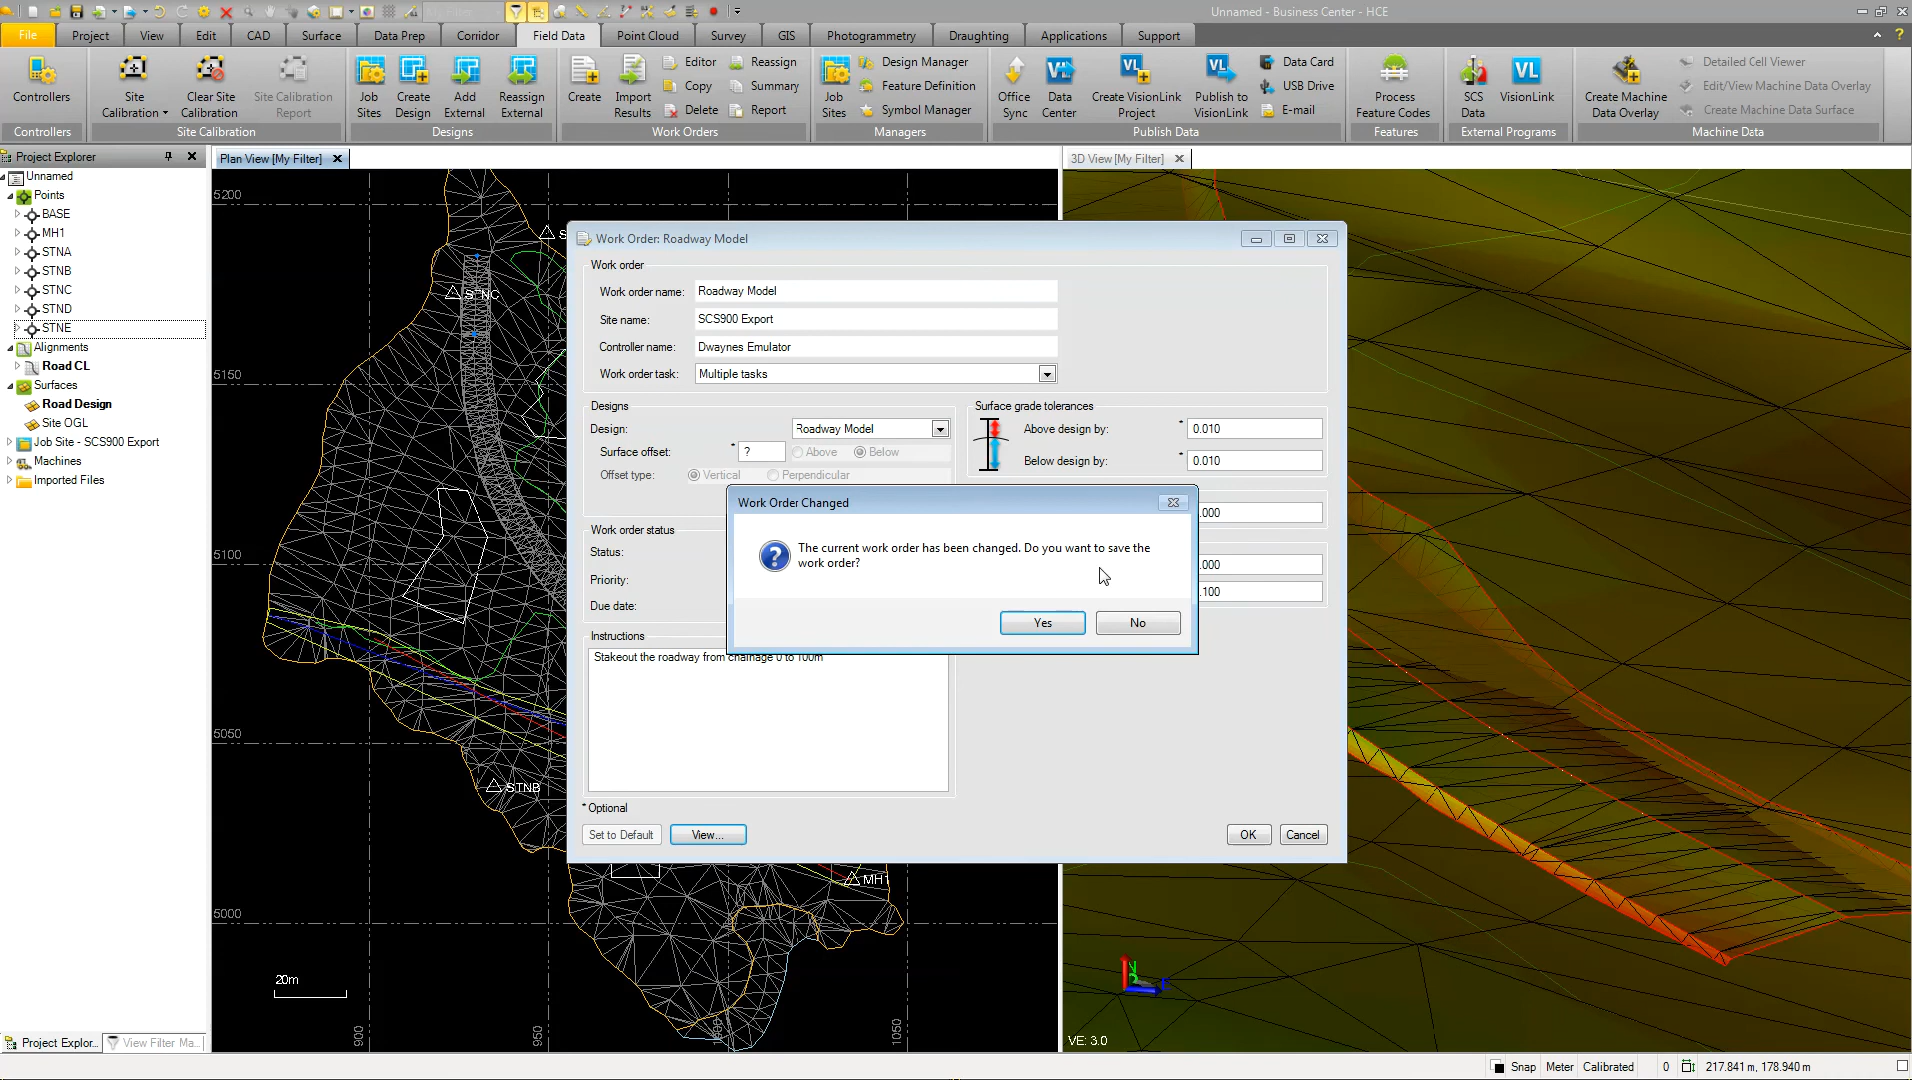 Unnamed - Business Center - HCE
File
Project
View
Edit
CAD
Surface
Data Prep
Corridor
Field Data
Point Cloud
Survey
GIS
Photogrammetry
Draughting
Applications
Support
Controllers
Site Calibration
Clear Site Calibration
Site Calibration Report
Job Sites
Create Design
Add External
Reassign External
Create
Import Results
Editor
Copy
Delete
Reassign
Summary
Report
Job Sites
Design Manager
Feature Definition
Symbol Manager
Office Sync
Data Center
Create VisionLink Project
Publish to VisionLink
Data Card
USB Drive
E-mail
Process Feature Codes
SCS Data
VisionLink
Create Machine Data Overlay
Detailed Cell Viewer
Edit/View Machine Data Overlay
Create Machine Data Surface
Controllers
Site Calibration
Designs
Work Orders
Managers
Publish Data
Features
External Programs
Machine Data
Project Explorer
Unnamed
Points
BASE
MH1
STNA
STNB
STNC
STND
STNE
Alignments
Road CL
Surfaces
Road Design
Site OGL
Job Site - SCS900 Export
Machines
Imported Files
Project Explor...
View Filter Ma...
Plan View [My Filter]
5200
STNC
5150
5100
5050
STNB
5000
MH1
20m
900
950
1050
3D View [My Filter]
VE: 3.0
Work Order: Roadway Model
Work order
Work order name:
Roadway Model
Site name:
SCS900 Export
Controller name:
Dwaynes Emulator
Work order task:
Multiple tasks
Designs
Design:
Roadway Model
Surface offset:
* ?
Above
Below
Offset type:
Vertical
Perpendicular
Surface grade tolerances
Above design by:
* 0.010
Below design by:
* 0.010
.000
.000
.100
Work order status
Status:
Priority:
Due date:
Instructions
Stakeout the roadway from chainage 0 to 100m
* Optional
Set to Default
View...
OK
Cancel
Work Order Changed
The current work order has been changed. Do you want to save the
work order?
Yes
No
Snap
Meter
Calibrated
0
217.841 m, 178.940 m